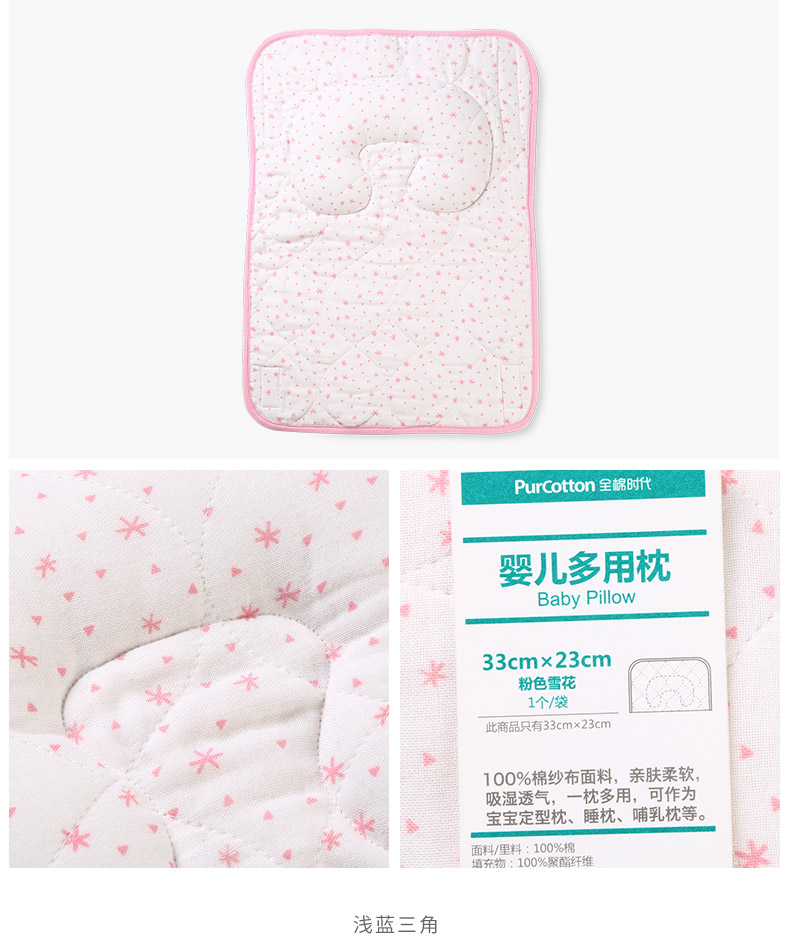 PurCotton 全棉时代
婴儿多用枕
Baby Pillow
33cm×23cm
粉色雪花
1个/袋
此商品只有33cm×23cm
100%棉纱布面料，亲肤柔软，
吸湿透气，一枕多用，可作为
宝宝定型枕、睡枕、哺乳枕等。
面料/里料：100%棉
填充物：100%聚酯纤维
浅蓝三角